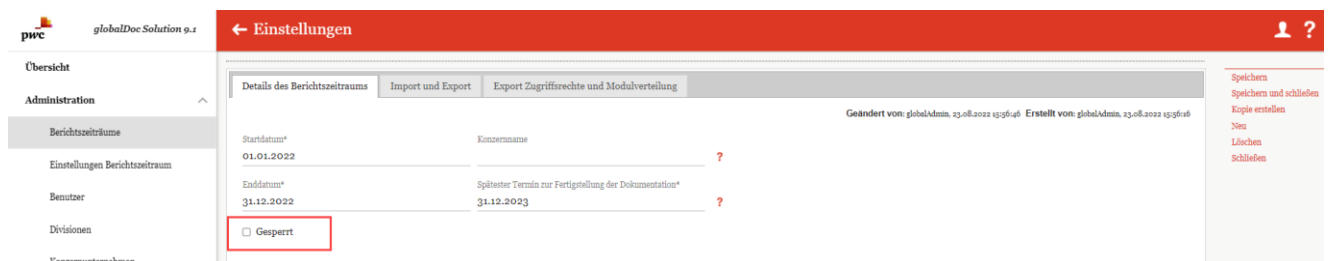 pwc globalDoc Solution 9.1
← Einstellungen
?
Übersicht
Administration
Berichtszeiträume
Einstellungen Berichtszeitraum
Benutzer
Divisionen
Details des Berichtszeitraums Import und Export Export Zugriffsrechte und Modulverteilung
Geändert von: globalAdmin, 23.08.2022 15:56:46 Erstellt von: globalAdmin, 23.08.2022 15:56:16
Startdatum* Konzernname
01.01.2022 ?
Enddatum* Spätester Termin zur Fertigstellung der Dokumentation*
31.12.2022 31.12.2023 ?
Gesperrt
Speichern
Speichern und schließen
Kopie erstellen
Neu
Löschen
Schließen